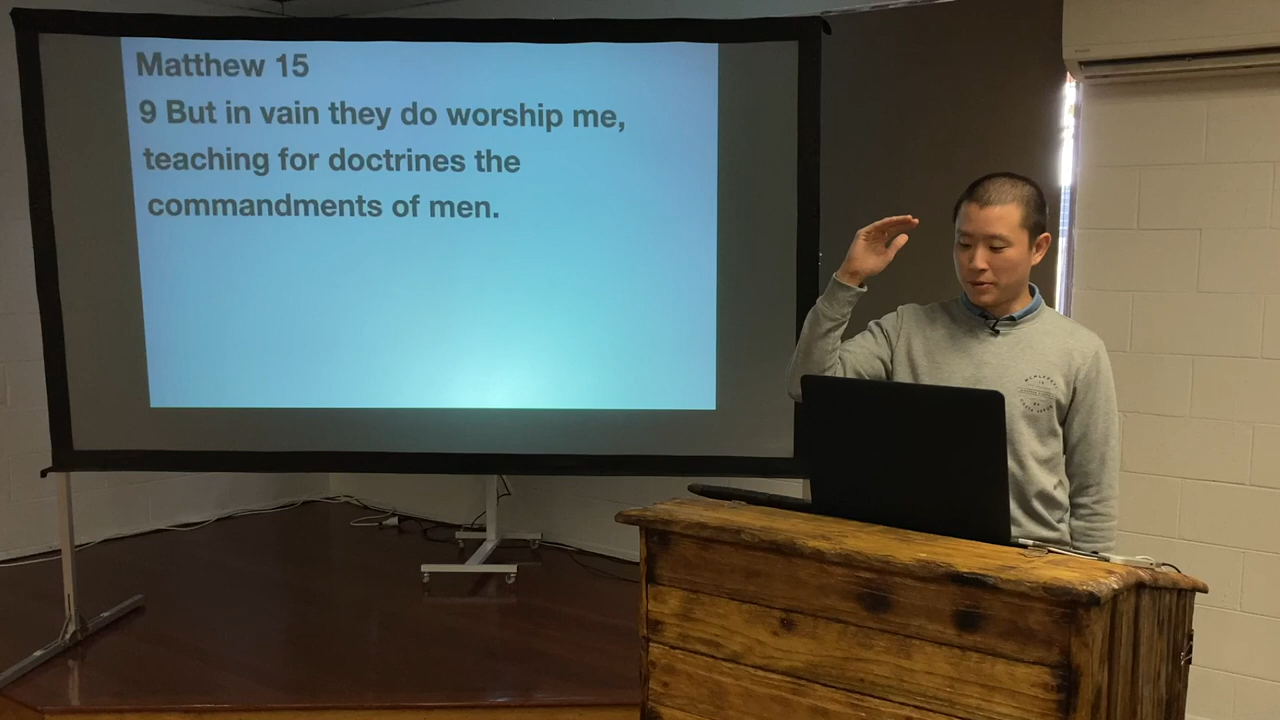 Matthew 15
9 But in vain they do worship me,
teaching for doctrines the
commandments of men.